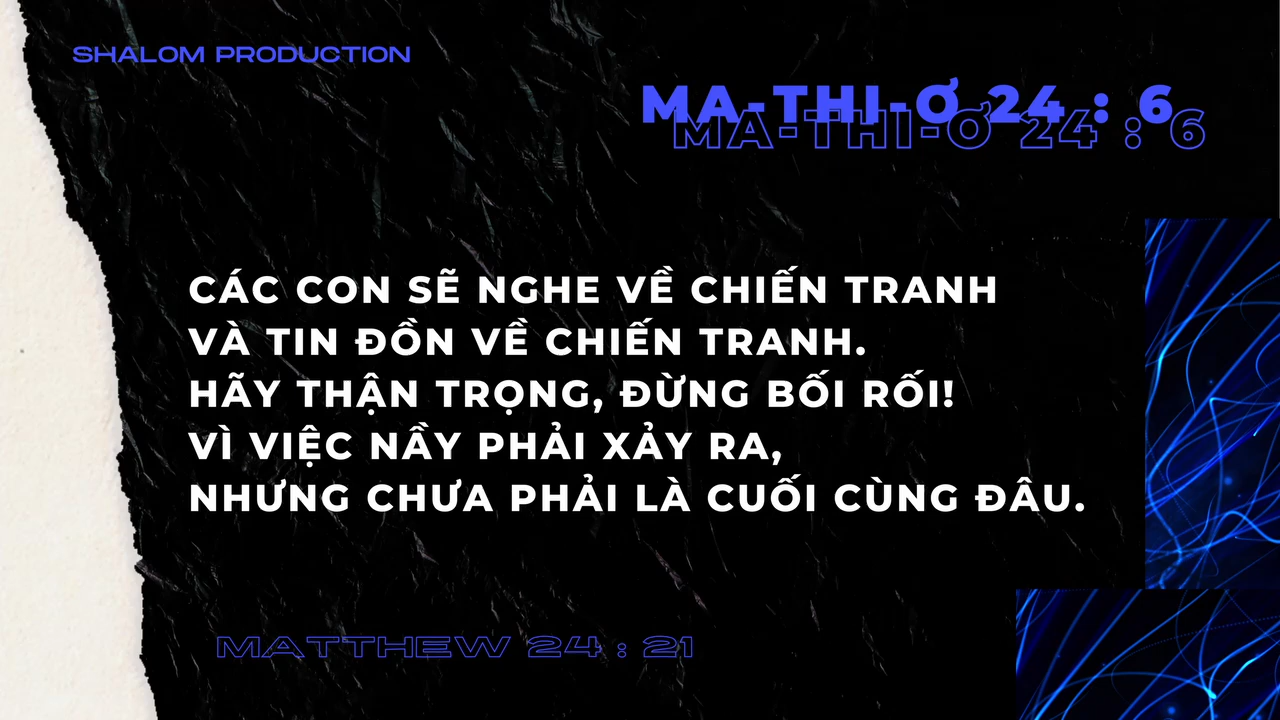 SHALOM PRODUCTION
MA-THI-Ơ 24 : 6
MA-THI-Ơ 24 : 6
CÁC CON SẼ NGHE VỀ CHIẾN TRANH
VÀ TIN ĐỒN VỀ CHIẾN TRANH.
HÃY THẬN TRỌNG, ĐỪNG BỐI RỐI!
VÌ VIỆC NẦY PHẢI XẢY RA,
NHƯNG CHƯA PHẢI LÀ CUỐI CÙNG ĐÂU.
MATTHEW 24 : 21